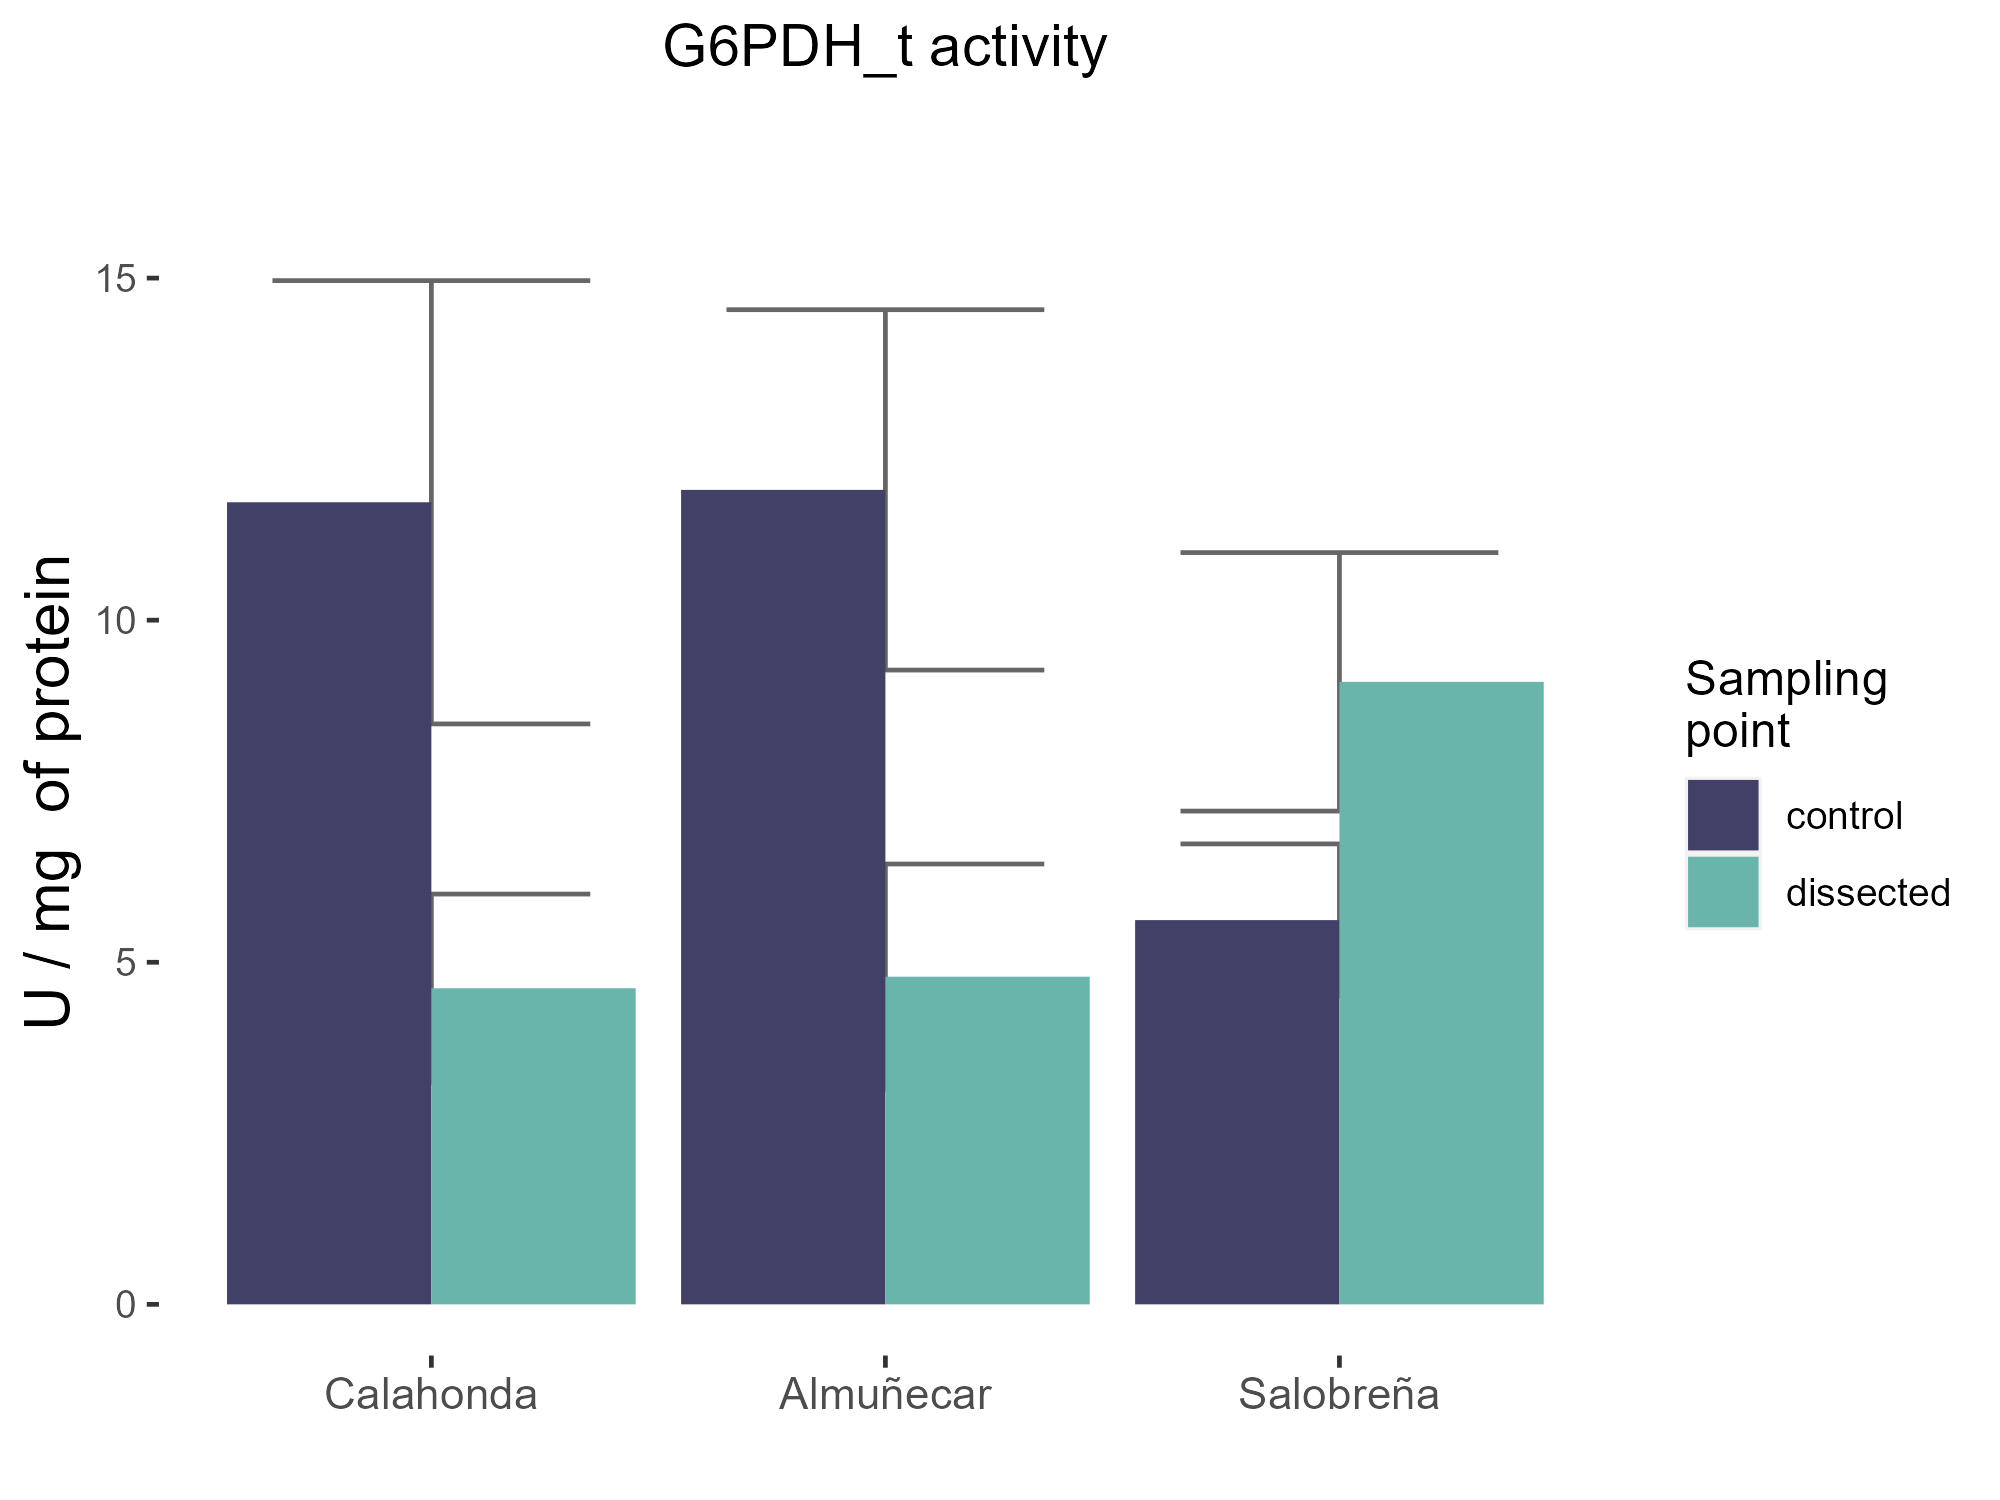 G6PDH_t activity
U / mg  of protein
15
10
5
0
Calahonda
Almuñecar
Salobreña
Sampling
point
control
dissected